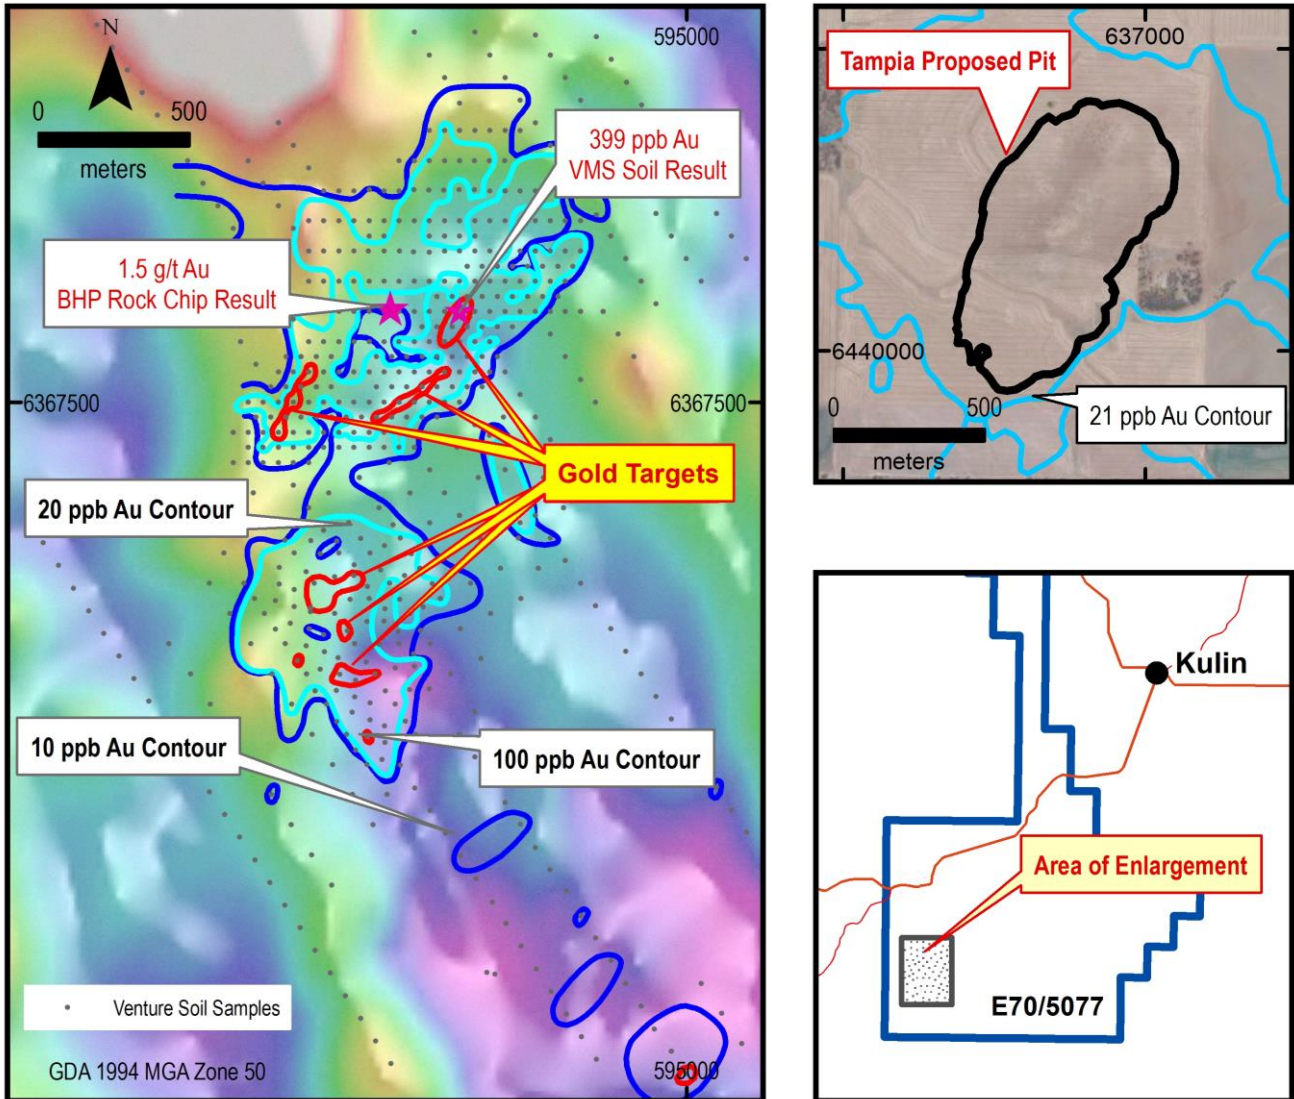 N
0 500
meters
595000
399 ppb Au
VMS Soil Result
1.5 g/t Au
BHP Rock Chip Result
6367500
6367500
Gold Targets
20 ppb Au Contour
10 ppb Au Contour
100 ppb Au Contour
Venture Soil Samples
GDA 1994 MGA Zone 50
595000
637000
Tampia Proposed Pit
6440000
0 500
meters
21 ppb Au Contour
Kulin
Area of Enlargement
E70/5077